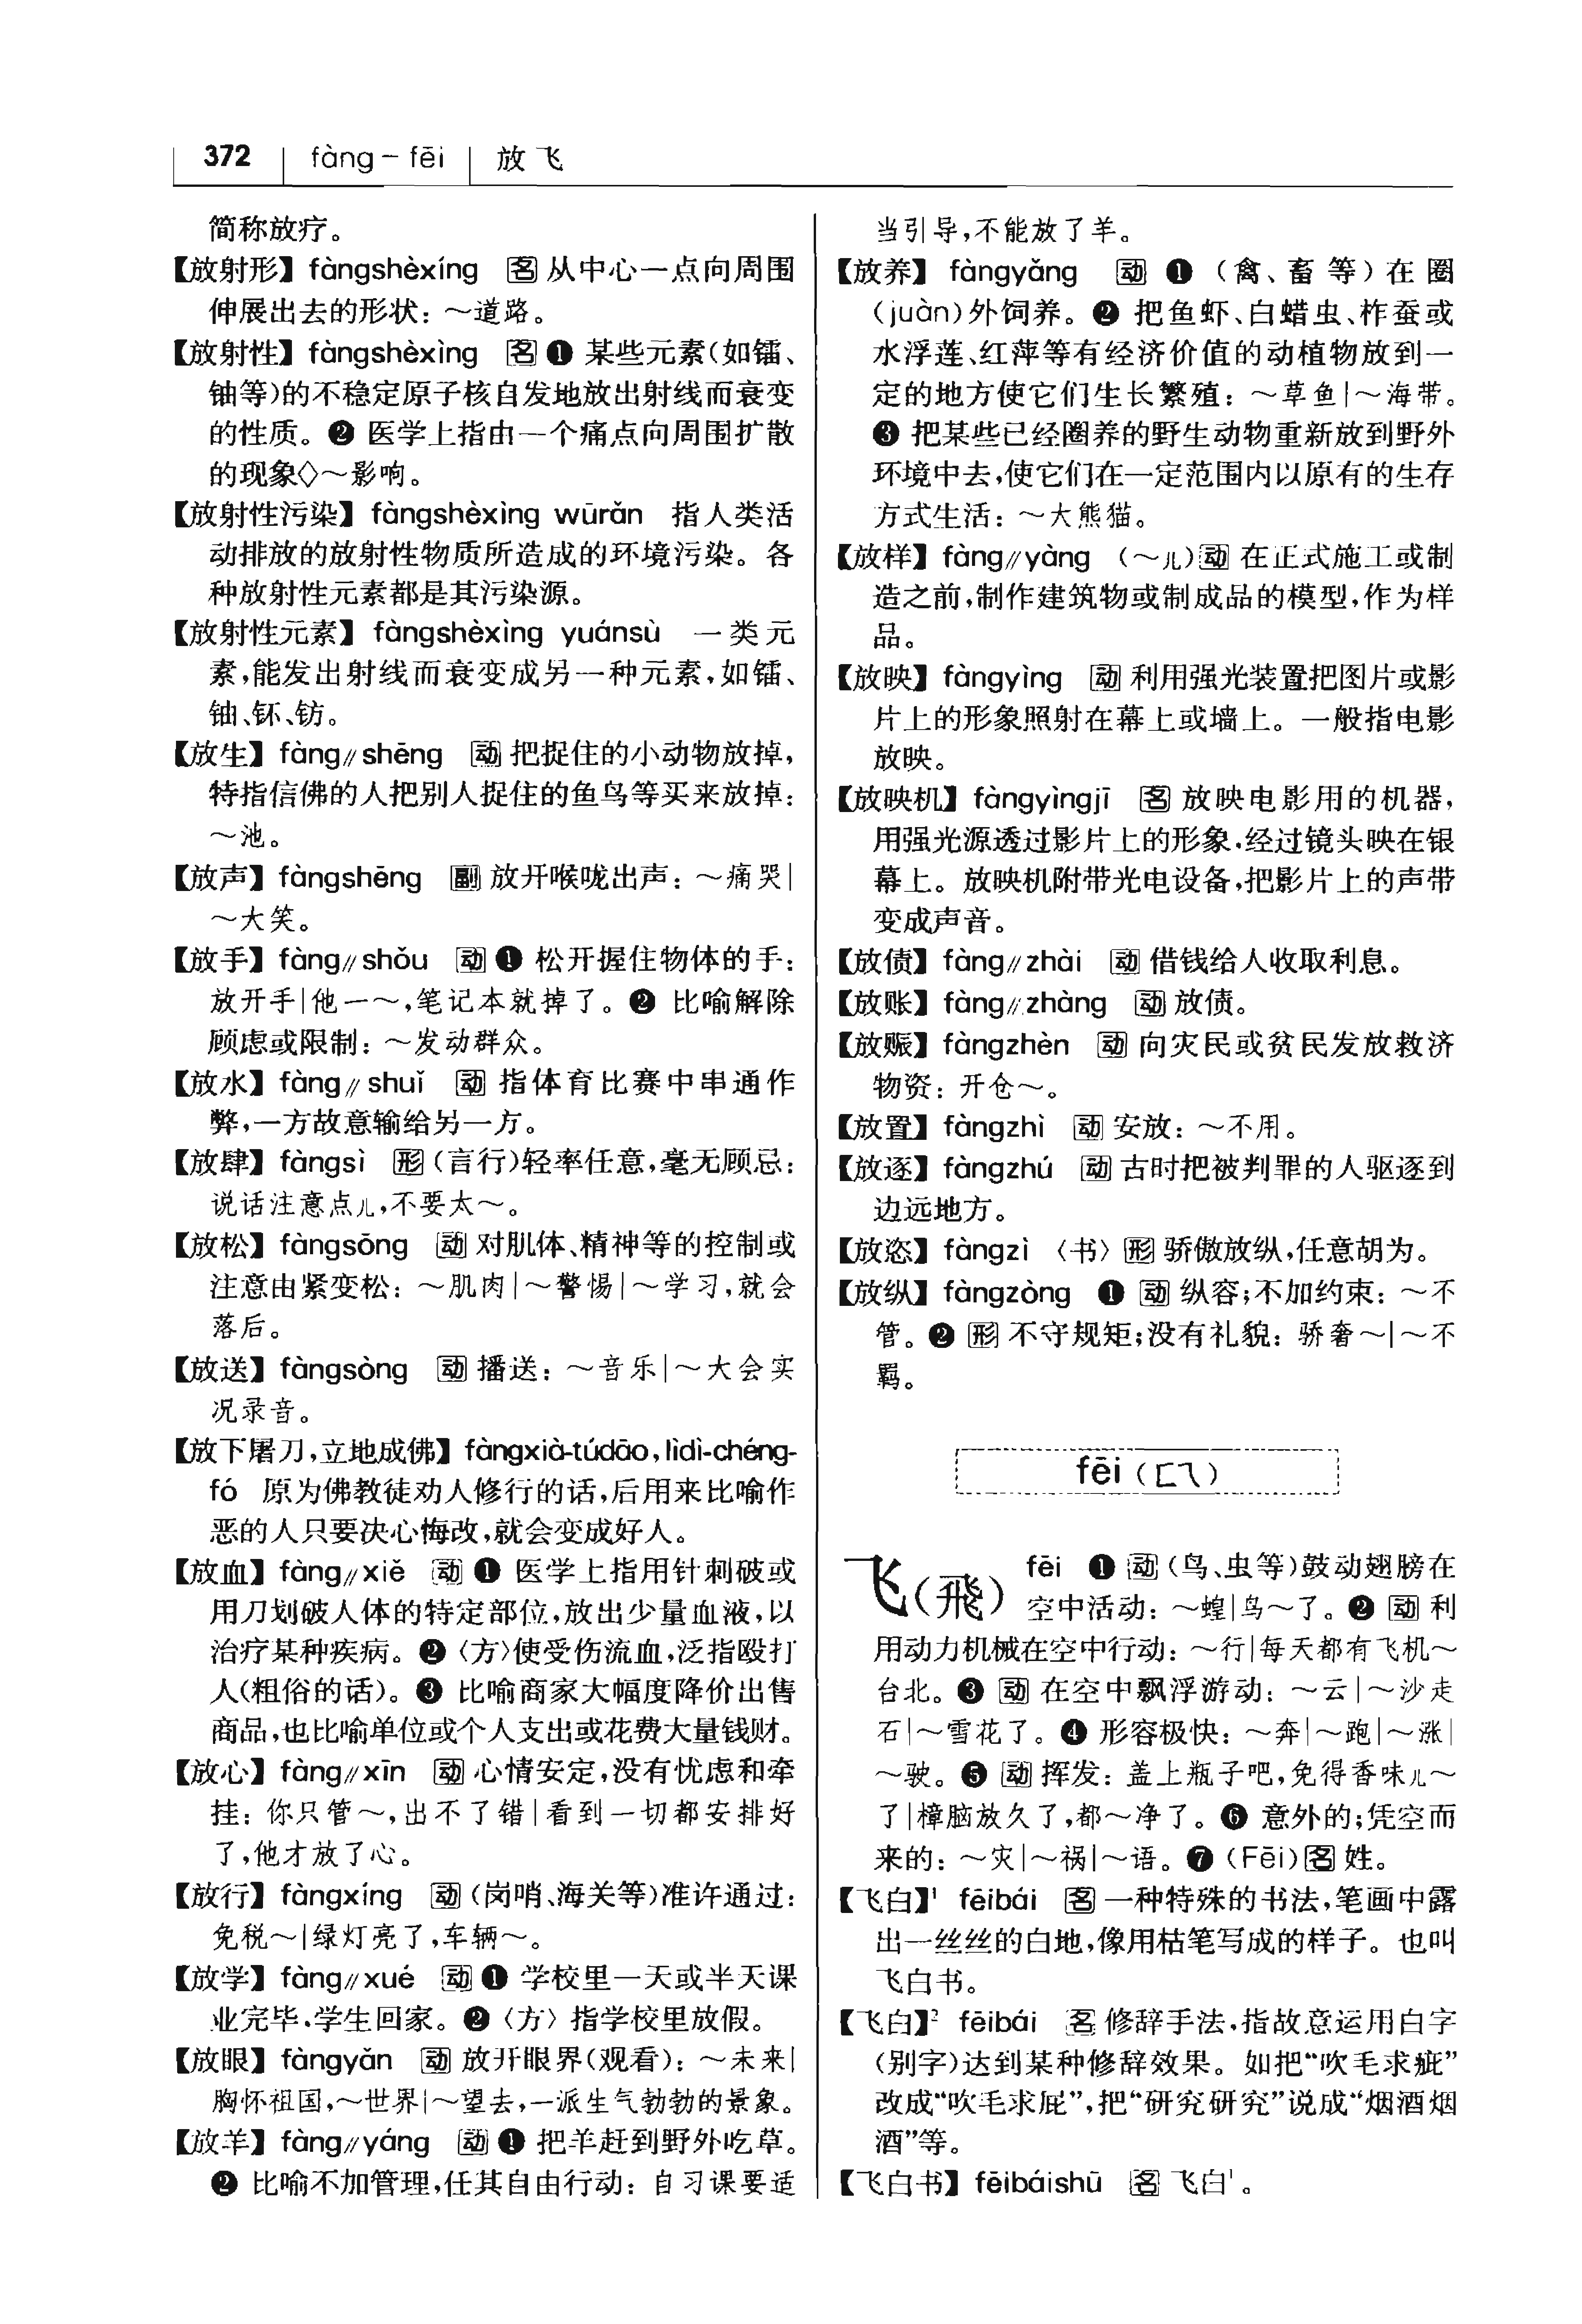 372 fàng – fēi 放飞
简称放疗。
【放射形】 fàngshèxíng 名 从中心一点向周围
伸展出去的形状：～道路。
【放射性】 fàngshèxìng 名 ❶ 某些元素（如镭、
铀等）的不稳定原子核自发地放出射线而衰变
的性质。❷ 医学上指由一个痛点向周围扩散
的现象◇～影响。
【放射性污染】 fàngshèxìng wūrǎn 指人类活
动排放的放射性物质所造成的环境污染。各
种放射性元素都是其污染源。
【放射性元素】 fàngshèxìng yuánsù 一类元
素，能发出射线而衰变成另一种元素，如镭、
铀、钚、钫。
【放生】 fàng//shēng 动 把捉住的小动物放掉，
特指信佛的人把别人捉住的鱼鸟等买来放掉：
～池。
【放声】 fàngshēng 副 放开喉咙出声：～痛哭|
～大笑。
【放手】 fàng//shǒu 动 ❶ 松开握住物体的手：
放开手|他一～，笔记本就掉了。❷ 比喻解除
顾虑或限制：～发动群众。
【放水】 fàng//shuǐ 动 指体育比赛中串通作
弊，一方故意输给另一方。
【放肆】 fàngsì 形（言行）轻率任意，毫无顾忌：
说话注意点儿，不要太～。
【放松】 fàngsōng 动 对肌体、精神等的控制或
注意由紧变松：～肌肉|～警惕|～学习，就会
落后。
【放送】 fàngsòng 动 播送：～音乐|～大会实
况录音。
【放下屠刀，立地成佛】 fàngxià-túdāo，lìdì-chéng-
fó 原为佛教徒劝人修行的话，后用来比喻作
恶的人只要决心悔改，就会变成好人。
【放血】 fàng//xiě 动 ❶ 医学上指用针刺破或
用刀划破人体的特定部位，放出少量血液，以
治疗某种疾病。❷〈方〉使受伤流血，泛指殴打
人（粗俗的话）。❸ 比喻商家大幅度降价出售
商品，也比喻单位或个人支出或花费大量钱财。
【放心】 fàng//xīn 动 心情安定，没有忧虑和牵
挂：你只管～，出不了错|看到一切都安排好
了，他才放了心。
【放行】 fàngxíng 动（岗哨、海关等）准许通过：
免税～|绿灯亮了，车辆～。
【放学】 fàng//xué 动 ❶ 学校里一天或半天课
业完毕，学生回家。❷〈方〉指学校里放假。
【放眼】 fàngyǎn 动 放开眼界（观看）：～未来|
胸怀祖国，～世界|～望去，一派生气勃勃的景象。
【放羊】 fàng//yáng 动 ❶ 把羊赶到野外吃草。
❷ 比喻不加管理，任其自由行动：自习课要适
当引导，不能放了羊。
【放养】 fàngyǎng 动 ❶（禽、畜等）在圈
（juàn）外饲养。❷ 把鱼虾、白蜡虫、柞蚕或
水浮莲、红萍等有经济价值的动植物放到一
定的地方使它们生长繁殖：～草鱼|～海带。
❸ 把某些已经圈养的野生动物重新放到野外
环境中去，使它们在一定范围内以原有的生存
方式生活：～大熊猫。
【放样】 fàng//yàng （～儿）动 在正式施工或制
造之前，制作建筑物或制成品的模型，作为样
品。
【放映】 fàngyìng 动 利用强光装置把图片或影
片上的形象照射在幕上或墙上。一般指电影
放映。
【放映机】 fàngyìngjī 名 放映电影用的机器，
用强光源透过影片上的形象，经过镜头映在银
幕上。放映机附带光电设备，把影片上的声带
变成声音。
【放债】 fàng//zhài 动 借钱给人收取利息。
【放账】 fàng//zhàng 动 放债。
【放赈】 fàngzhèn 动 向灾民或贫民发放救济
物资：开仓～。
【放置】 fàngzhì 动 安放：～不用。
【放逐】 fàngzhú 动 古时把被判罪的人驱逐到
边远地方。
【放恣】 fàngzì 〈书〉形 骄傲放纵，任意胡为。
【放纵】 fàngzòng ❶ 动 纵容；不加约束：～不
管。❷ 形 不守规矩；没有礼貌：骄奢～|～不
羁。
fēi（ㄈㄟ）
飞（飛） fēi ❶ 动（鸟、虫等）鼓动翅膀在
空中活动：～蝗|鸟～了。❷ 动 利
用动力机械在空中行动：～行|每天都有飞机～
台北。❸ 动 在空中飘浮游动：～云|～沙走
石|～雪花了。❹ 形容极快：～奔|～跑|～涨|
～驶。❺ 动 挥发：盖上瓶子吧，免得香味儿～
了|樟脑放久了，都～净了。❻ 意外的；凭空而
来的：～灾|～祸|～语。❼（Fēi）名 姓。
【飞白】¹ fēibái 名 一种特殊的书法，笔画中露
出一丝丝的白地，像用枯笔写成的样子。也叫
飞白书。
【飞白】² fēibái 名 修辞手法，指故意运用白字
（别字）达到某种修辞效果。如把“吹毛求疵”
改成“吹毛求屁”，把“研究研究”说成“烟酒烟
酒”等。
【飞白书】 fēibáishū 名 飞白¹。